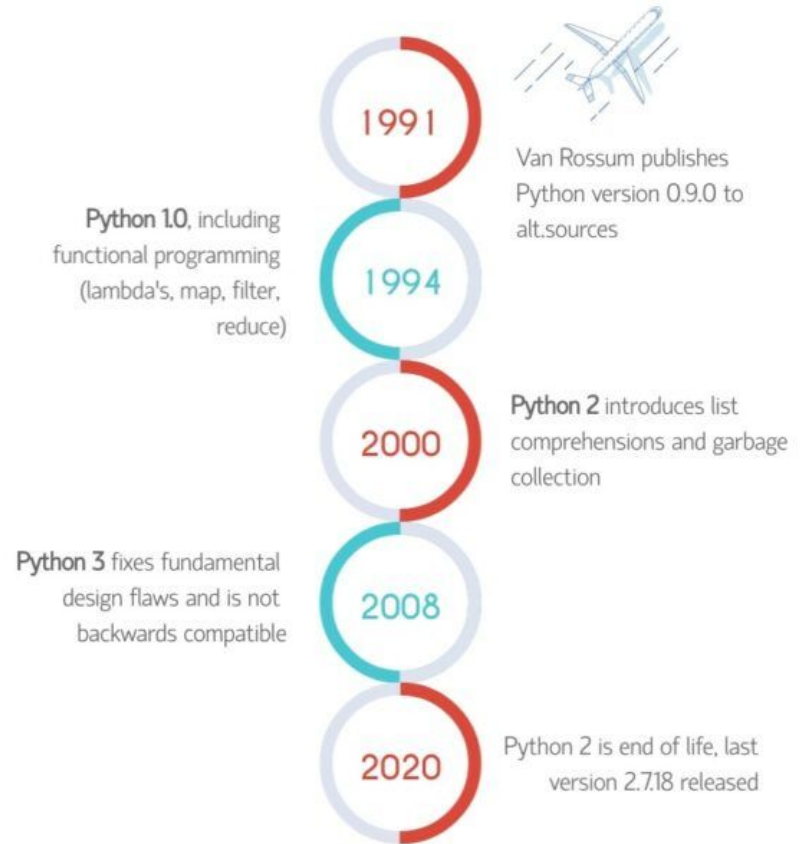 1991
Van Rossum publishes
Python version 0.9.0 to
alt.sources
Python 1.0, including
functional programming
(lambda's, map, filter,
reduce)
1994
2000
Python 2 introduces list
comprehensions and garbage
collection
Python 3 fixes fundamental
design flaws and is not
backwards compatible
2008
2020
Python 2 is end of life, last
version 2.7.18 released